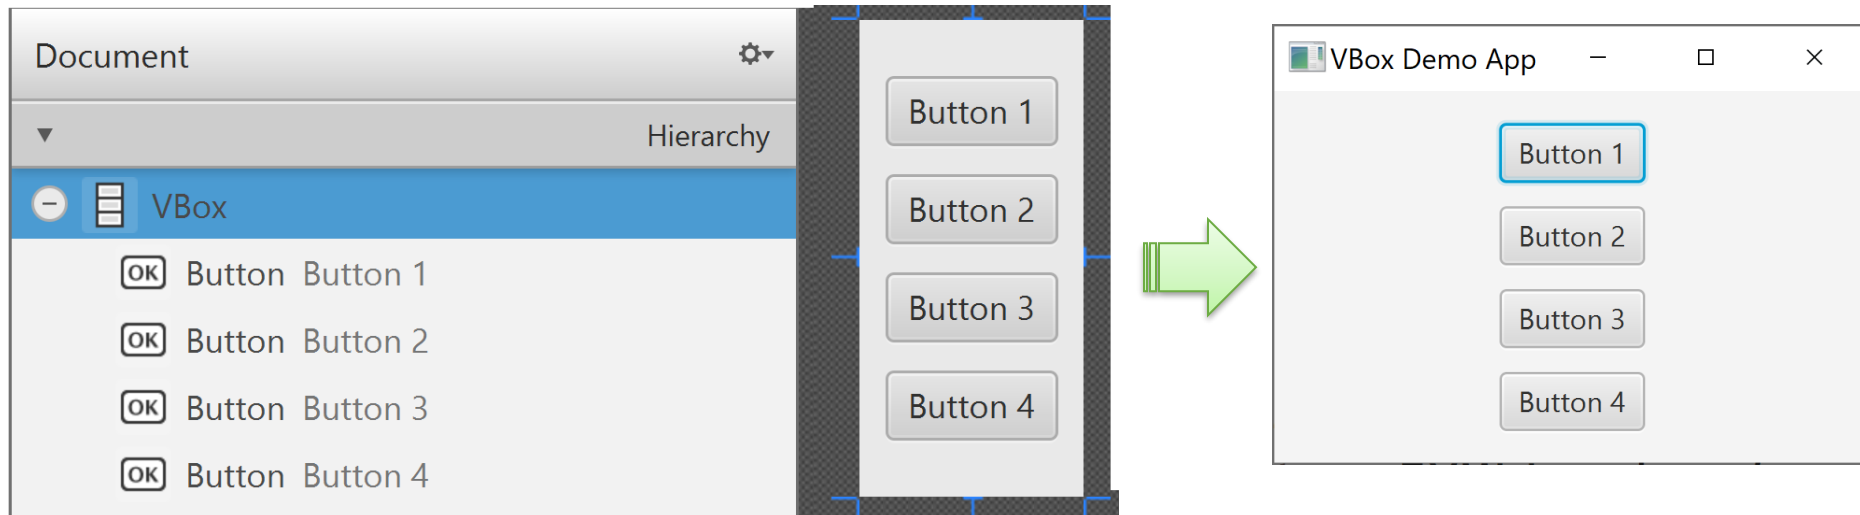 Document
Hierarchy
VBox
OK Button Button 1
OK Button Button 2
OK Button Button 3
OK Button Button 4
Button 1
Button 2
Button 3
Button 4
VBox Demo App
Button 1
Button 2
Button 3
Button 4